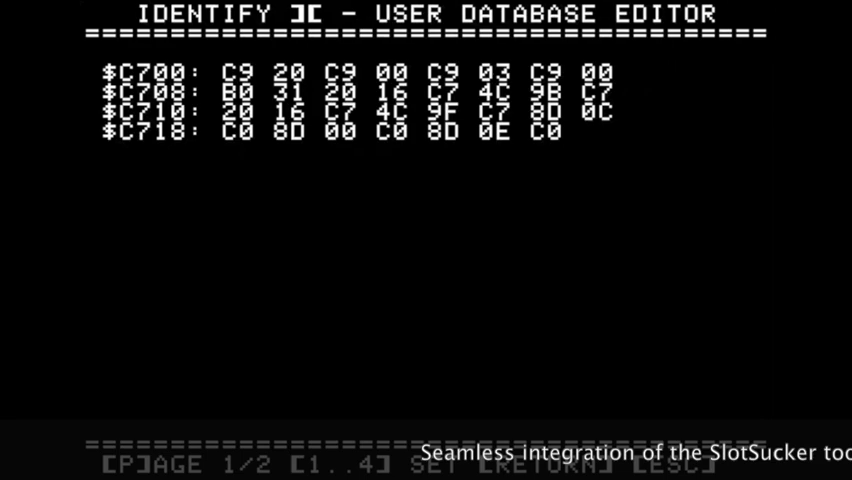 IDENTIFY ][ - USER DATABASE EDITOR
========================================
$C700: C9 20 C9 00 C9 03 C9 00
$C708: B0 31 20 16 C7 4C 9B C7
$C710: 20 16 C7 4C 9F C7 8D 0C
$C718: C0 8D 00 C0 8D 0E C0
========================================
[P]AGE 1/2 [1..4] SET [RETURN] [ESC]
Seamless integration of the SlotSucker too